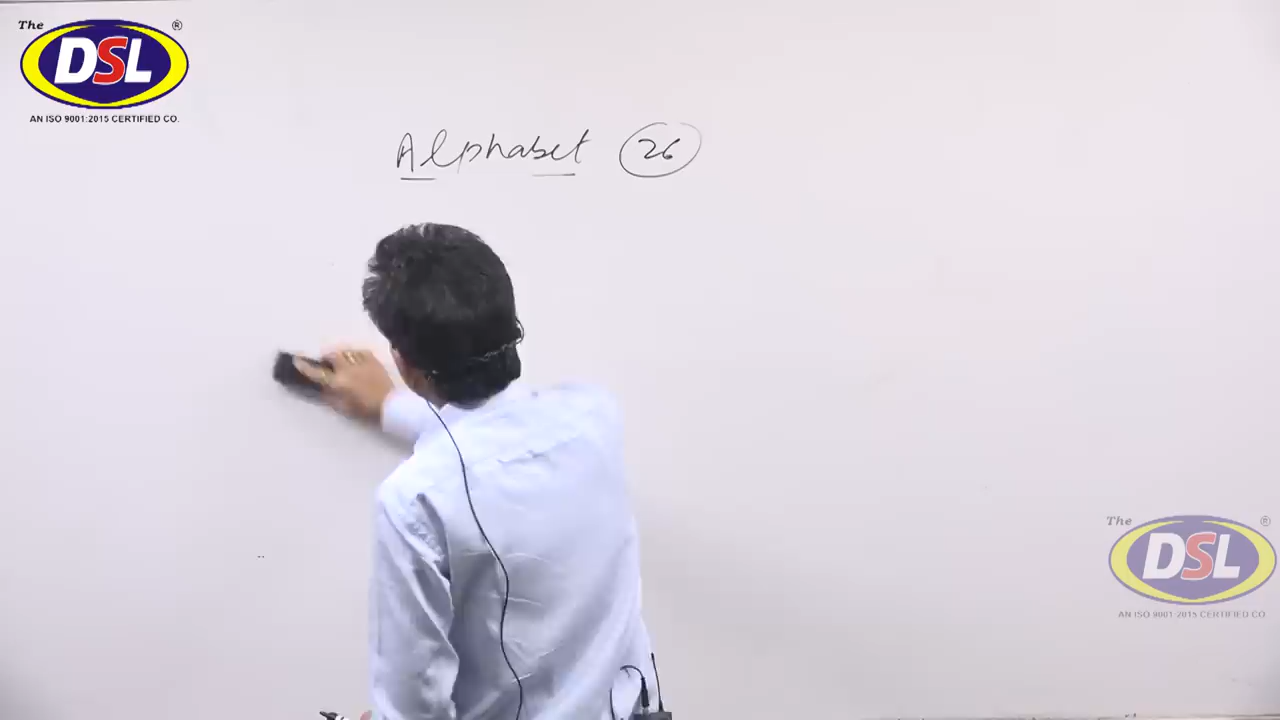 The
DSL
®
AN ISO 9001:2015 CERTIFIED CO.
Alphabet 26
The
DSL
®
AN ISO 9001:2015 CERTIFIED CO.